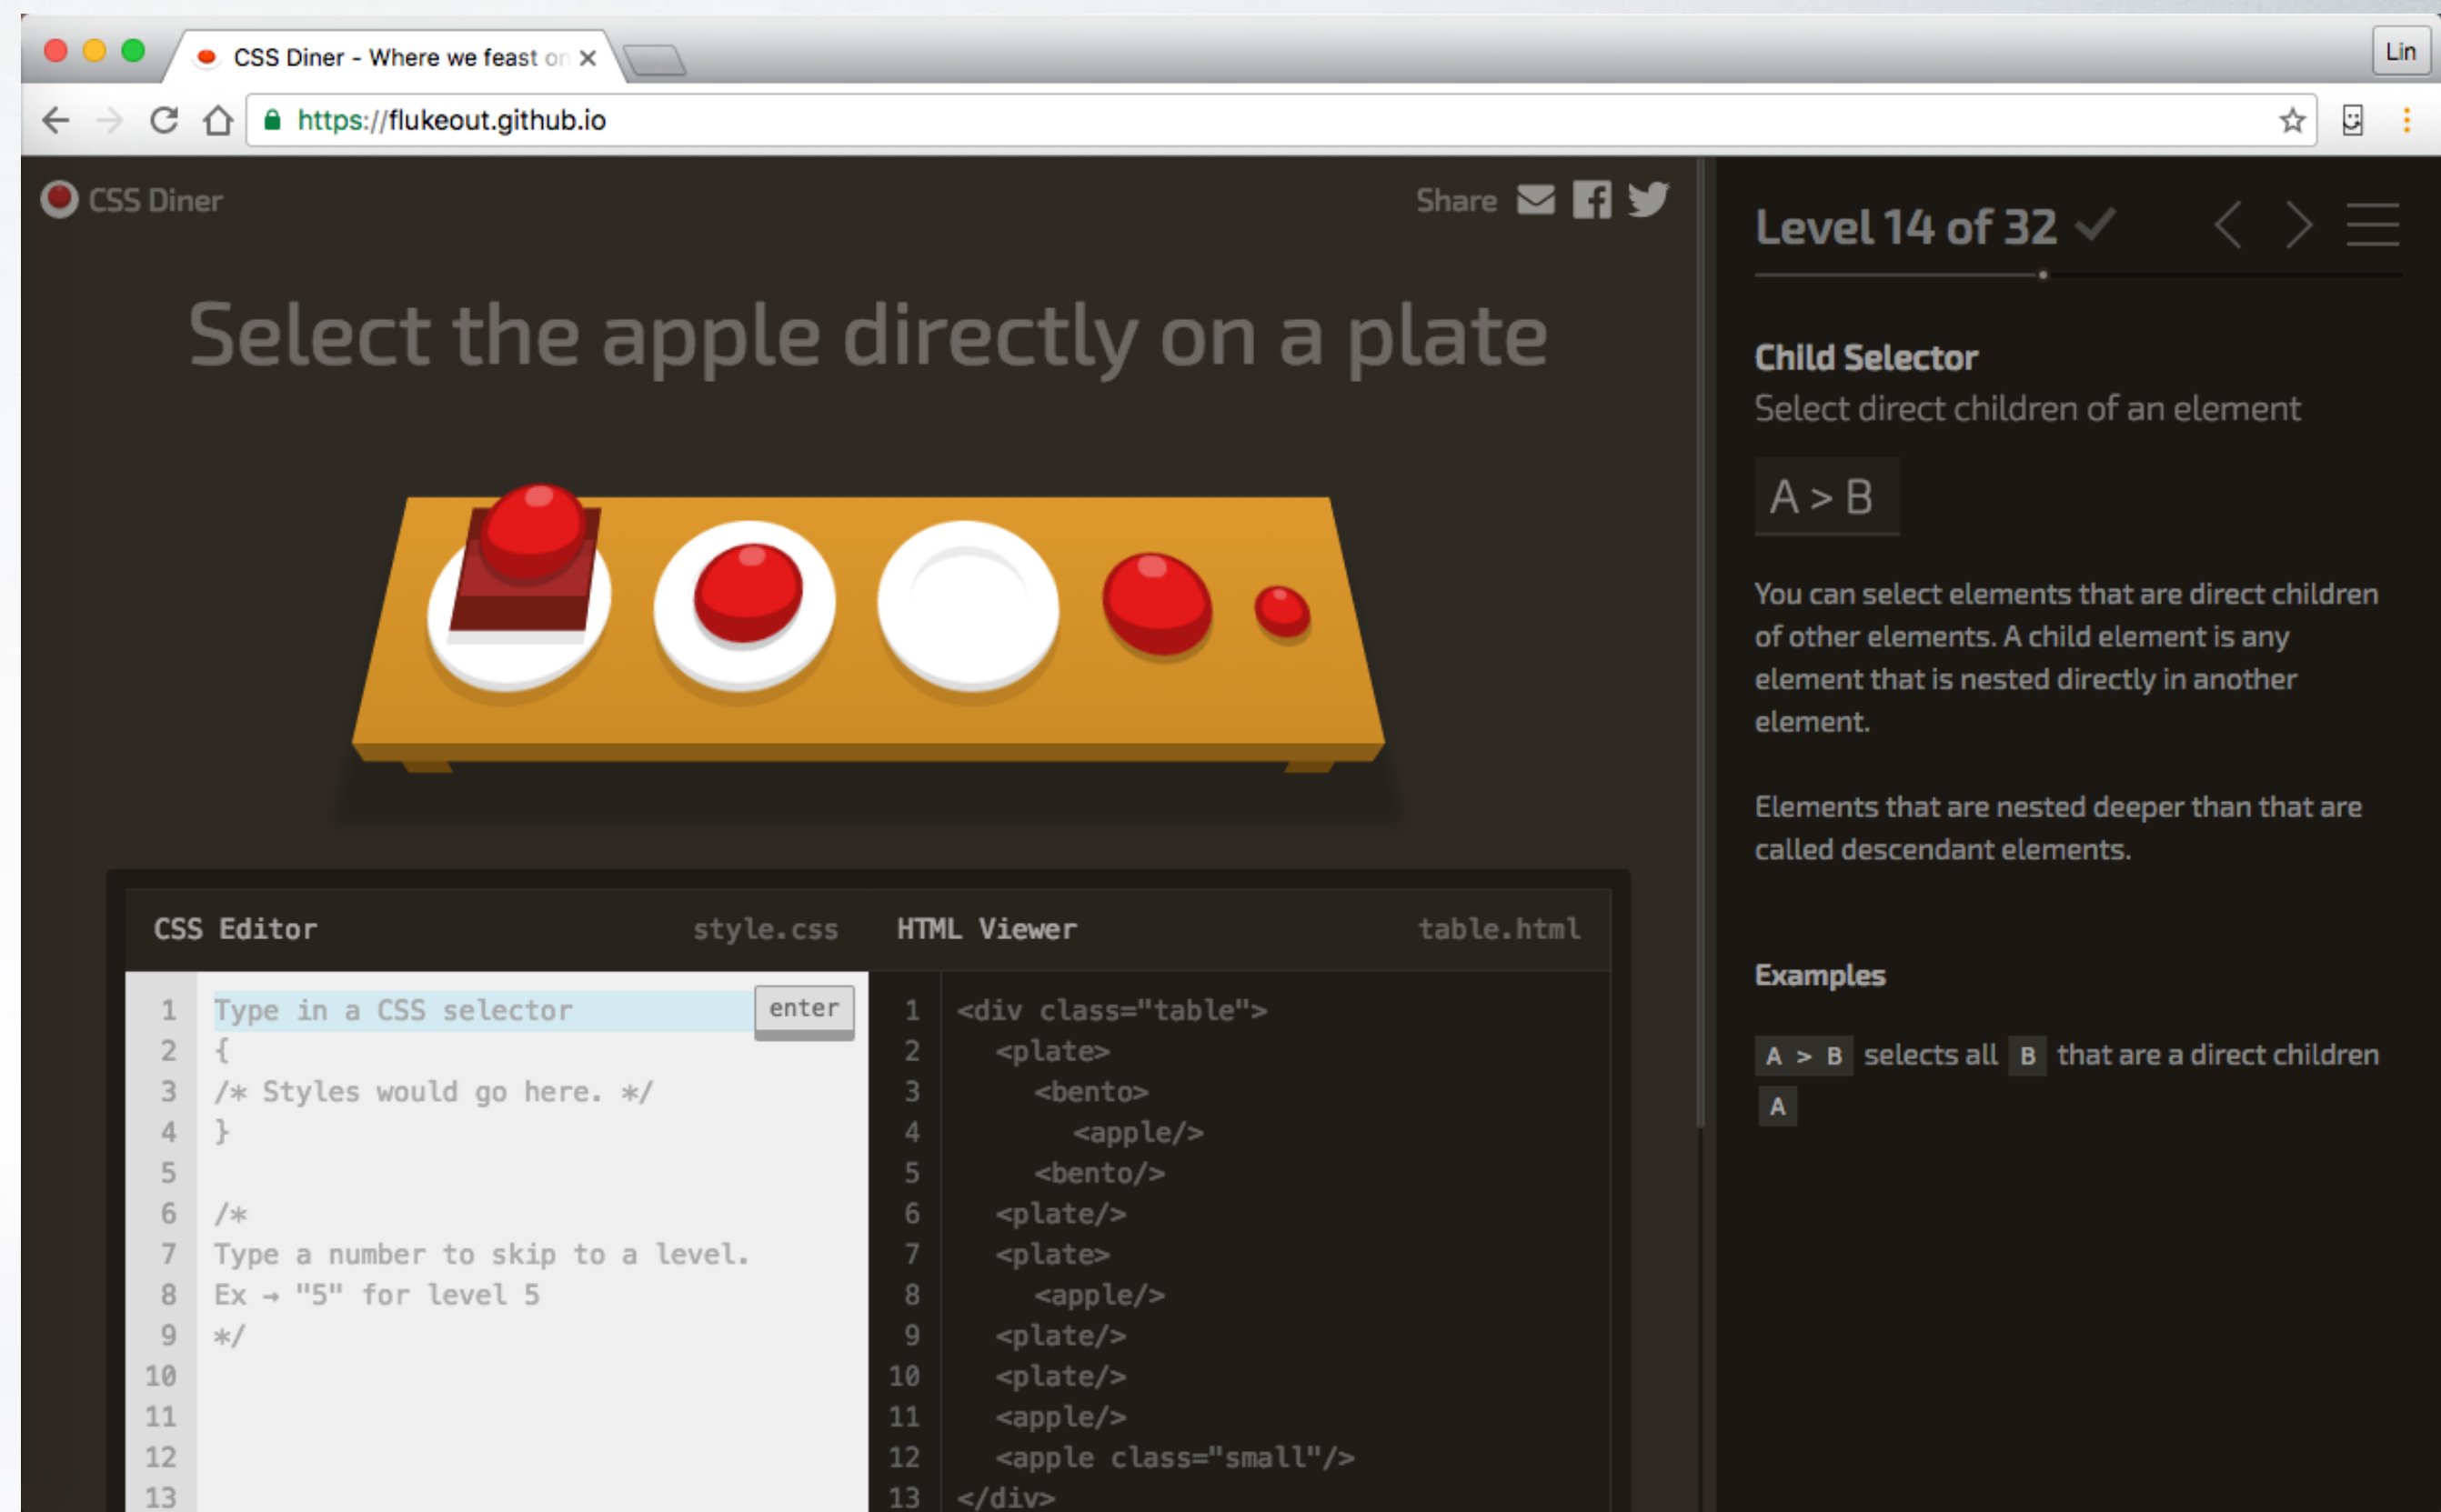 CSS Diner - Where we feast on
Lin
https://flukeout.github.io
CSS Diner
Share
Select the apple directly on a plate
CSS Editor style.css
1 Type in a CSS selector enter
2 {
3 /* Styles would go here. */
4 }
5
6 /*
7 Type a number to skip to a level.
8 Ex → "5" for level 5
9 */
10
11
12
13
HTML Viewer table.html
1 <div class="table">
2 <plate>
3 <bento>
4 <apple/>
5 <bento/>
6 <plate/>
7 <plate>
8 <apple/>
9 <plate/>
10 <plate/>
11 <apple/>
12 <apple class="small"/>
13 </div>
Level 14 of 32
Child Selector
Select direct children of an element
A > B
You can select elements that are direct children
of other elements. A child element is any
element that is nested directly in another
element.
Elements that are nested deeper than that are
called descendant elements.
Examples
A > B selects all B that are a direct children
A